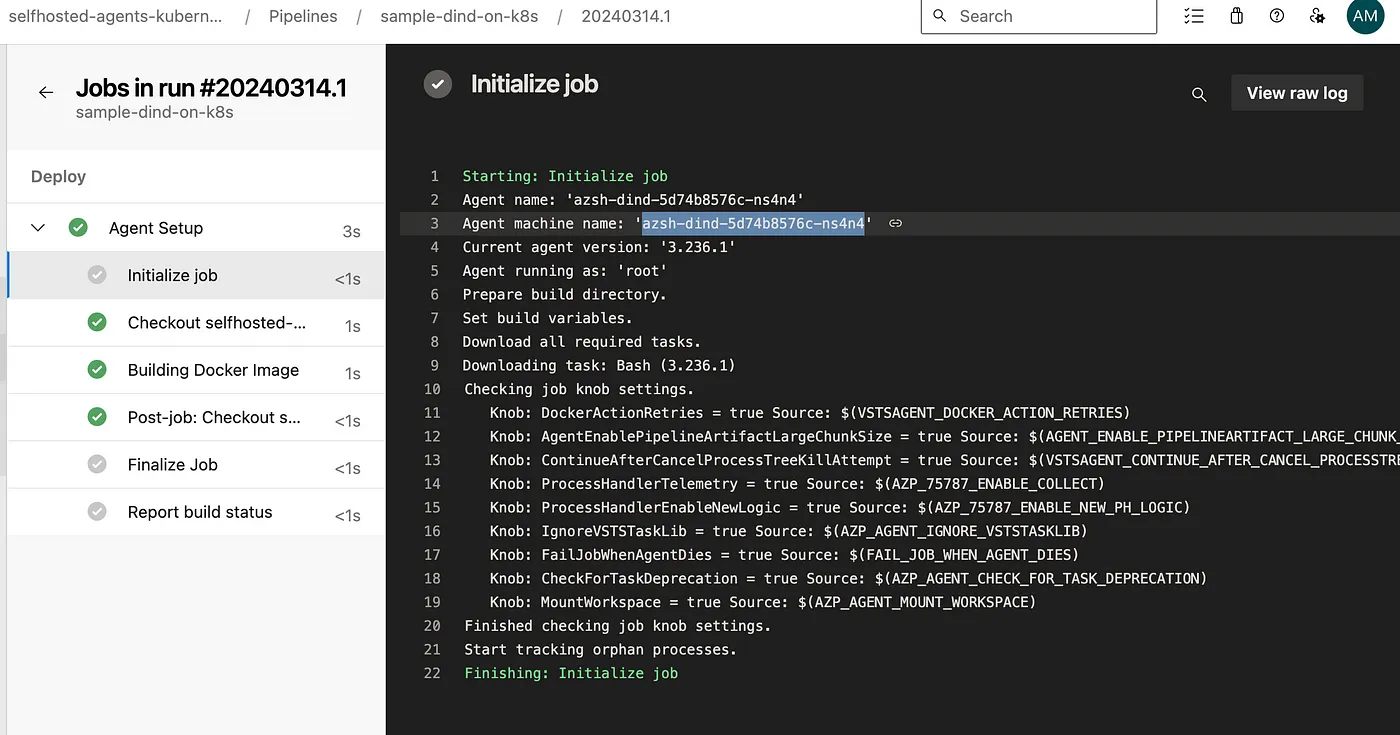 selfhosted-agents-kubern... / Pipelines / sample-dind-on-k8s / 20240314.1
Search
AM
Jobs in run #20240314.1
sample-dind-on-k8s
Deploy
Agent Setup 3s
Initialize job <1s
Checkout selfhosted-... 1s
Building Docker Image 1s
Post-job: Checkout s... <1s
Finalize Job <1s
Report build status <1s
Initialize job
View raw log
1 Starting: Initialize job
2 Agent name: 'azsh-dind-5d74b8576c-ns4n4'
3 Agent machine name: 'azsh-dind-5d74b8576c-ns4n4'
4 Current agent version: '3.236.1'
5 Agent running as: 'root'
6 Prepare build directory.
7 Set build variables.
8 Download all required tasks.
9 Downloading task: Bash (3.236.1)
10 Checking job knob settings.
11 Knob: DockerActionRetries = true Source: $(VSTSAGENT_DOCKER_ACTION_RETRIES)
12 Knob: AgentEnablePipelineArtifactLargeChunkSize = true Source: $(AGENT_ENABLE_PIPELINEARTIFACT_LARGE_CHUNK_
13 Knob: ContinueAfterCancelProcessTreeKillAttempt = true Source: $(VSTSAGENT_CONTINUE_AFTER_CANCEL_PROCESSTRE
14 Knob: ProcessHandlerTelemetry = true Source: $(AZP_75787_ENABLE_COLLECT)
15 Knob: ProcessHandlerEnableNewLogic = true Source: $(AZP_75787_ENABLE_NEW_PH_LOGIC)
16 Knob: IgnoreVSTSTaskLib = true Source: $(AZP_AGENT_IGNORE_VSTSTASKLIB)
17 Knob: FailJobWhenAgentDies = true Source: $(FAIL_JOB_WHEN_AGENT_DIES)
18 Knob: CheckForTaskDeprecation = true Source: $(AZP_AGENT_CHECK_FOR_TASK_DEPRECATION)
19 Knob: MountWorkspace = true Source: $(AZP_AGENT_MOUNT_WORKSPACE)
20 Finished checking job knob settings.
21 Start tracking orphan processes.
22 Finishing: Initialize job